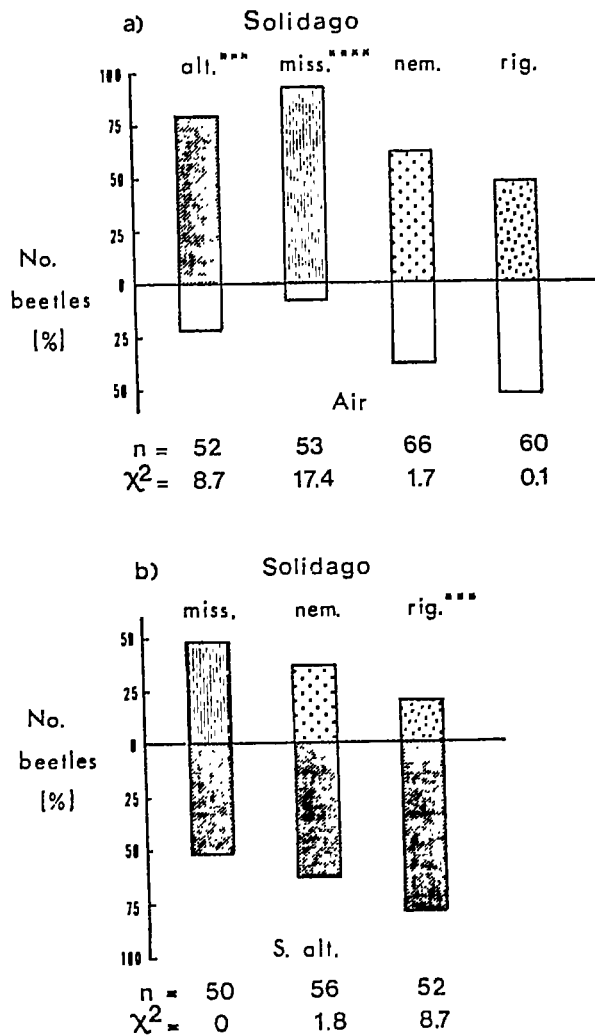 a) Solidago
alt.*** miss.**** nem. rig.
100
75
50
25
0
25
50
No.
beetles
[%]
Air
n = 52 53 66 60
χ2 = 8.7 17.4 1.7 0.1
b) Solidago
miss. nem. rig.***
50
25
0
25
50
75
100
No.
beetles
[%]
S. alt.
n = 50 56 52
χ2 = 0 1.8 8.7